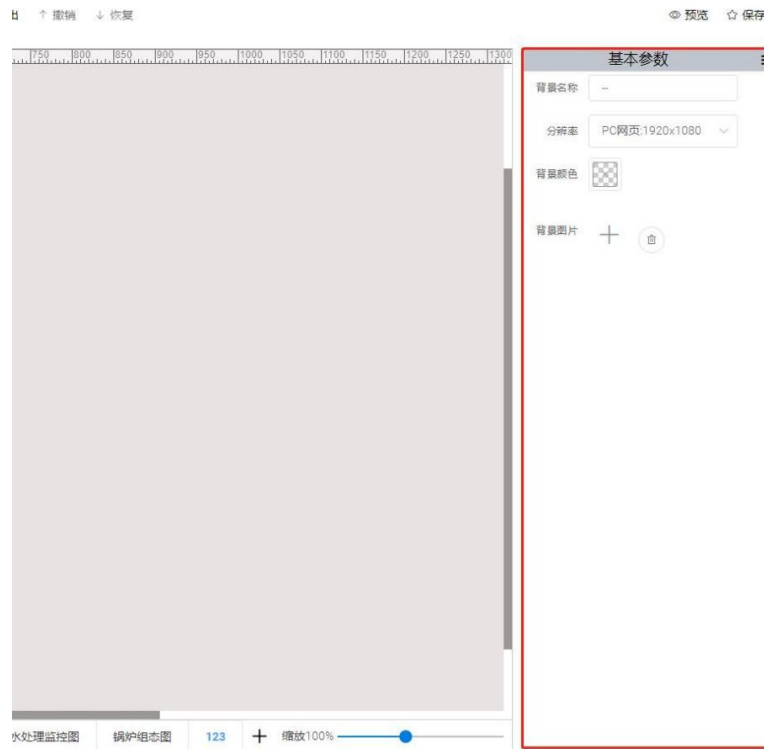 出 ↑ 撤销 ↓ 恢复 预览 保存
750 800 850 900 950 1000 1050 1100 1150 1200 1250 1300
基本参数
背景名称 --
分辨率 PC网页:1920x1080
背景颜色
背景图片
水处理监控图 锅炉组态图 123 缩放100%